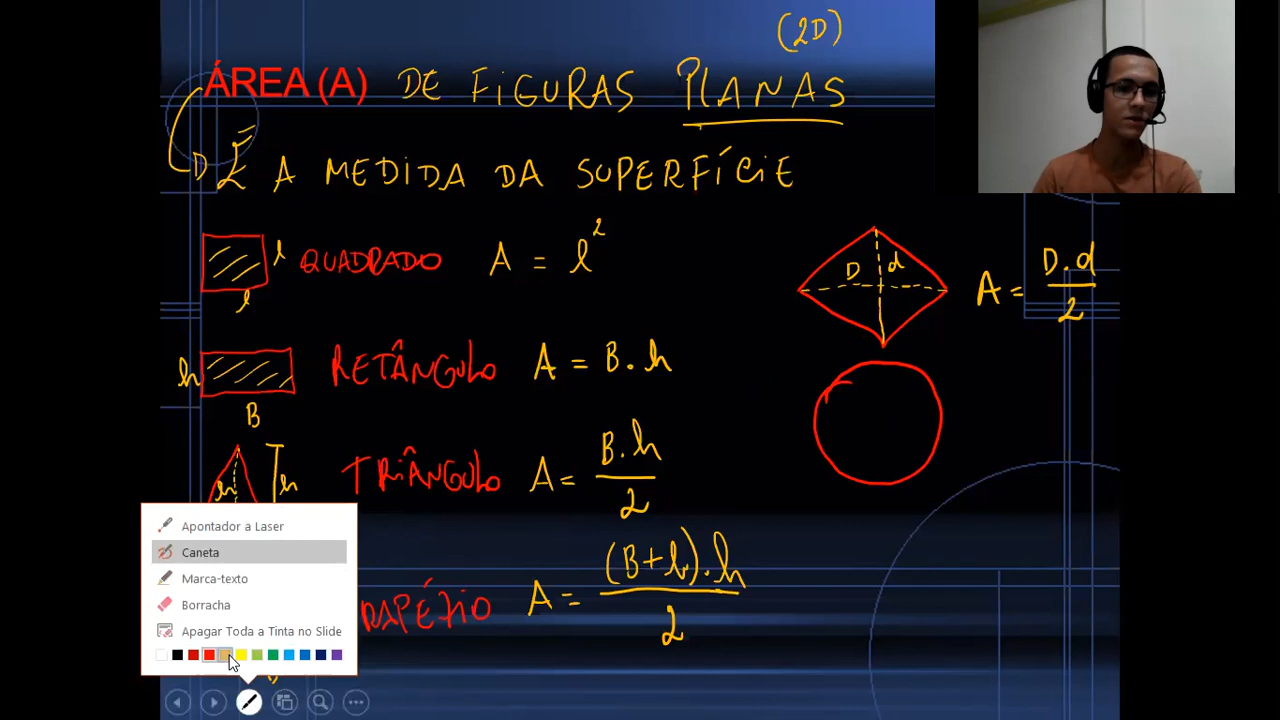 (2D)
ÁREA (A) DE FIGURAS PLANAS
É A MEDIDA DA SUPERFÍCIE
l QUADRADO A = l²
l
h RETÂNGULO A = B.h
B
h h TRIÂNGULO A = B.h/2
RAPÉZIO A = (B+b).h/2
D d A = D.d/2
Apontador a Laser
Caneta
Marca-texto
Borracha
Apagar Toda a Tinta no Slide